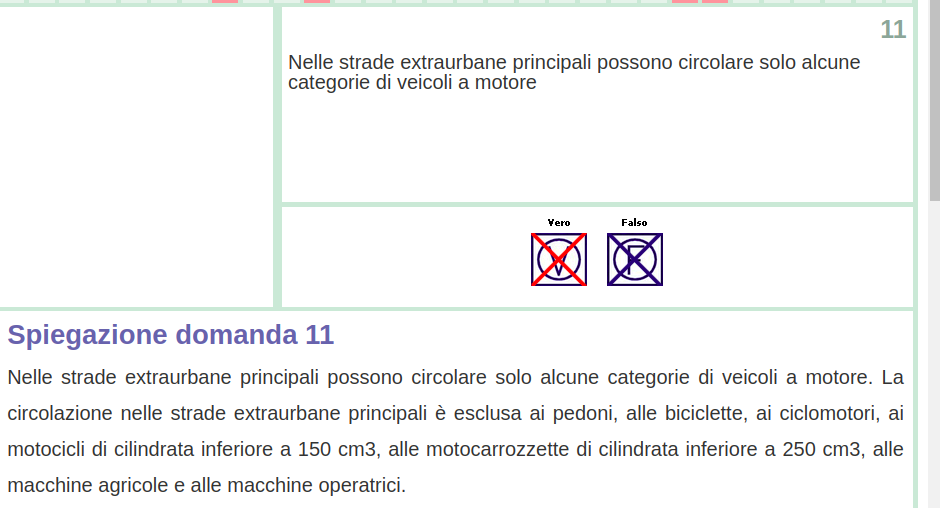 11
Nelle strade extraurbane principali possono circolare solo alcune
categorie di veicoli a motore
Vero Falso
V F
Spiegazione domanda 11
Nelle strade extraurbane principali possono circolare solo alcune categorie di veicoli a motore. La
circolazione nelle strade extraurbane principali è esclusa ai pedoni, alle biciclette, ai ciclomotori, ai
motocicli di cilindrata inferiore a 150 cm3, alle motocarrozzette di cilindrata inferiore a 250 cm3, alle
macchine agricole e alle macchine operatrici.